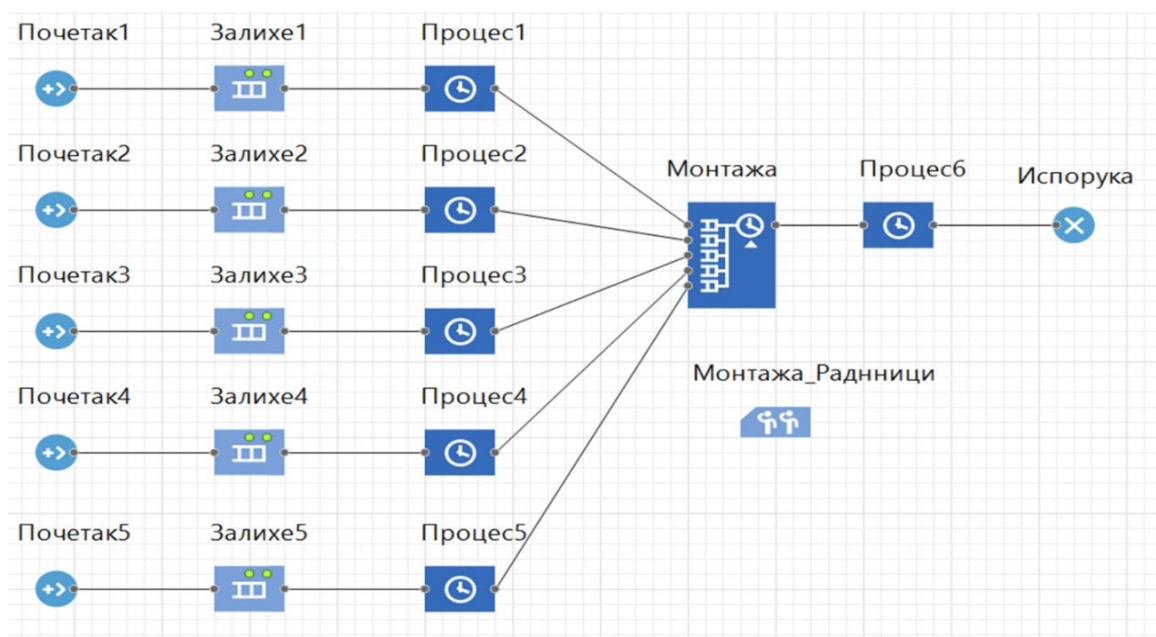 Почетак1 Залихе1 Процес1
Почетак2 Залихе2 Процес2
Монтажа Процес6 Испорука
Почетак3 Залихе3 Процес3
Монтажа_Раднници
Почетак4 Залихе4 Процес4
Почетак5 Залихе5 Процес5